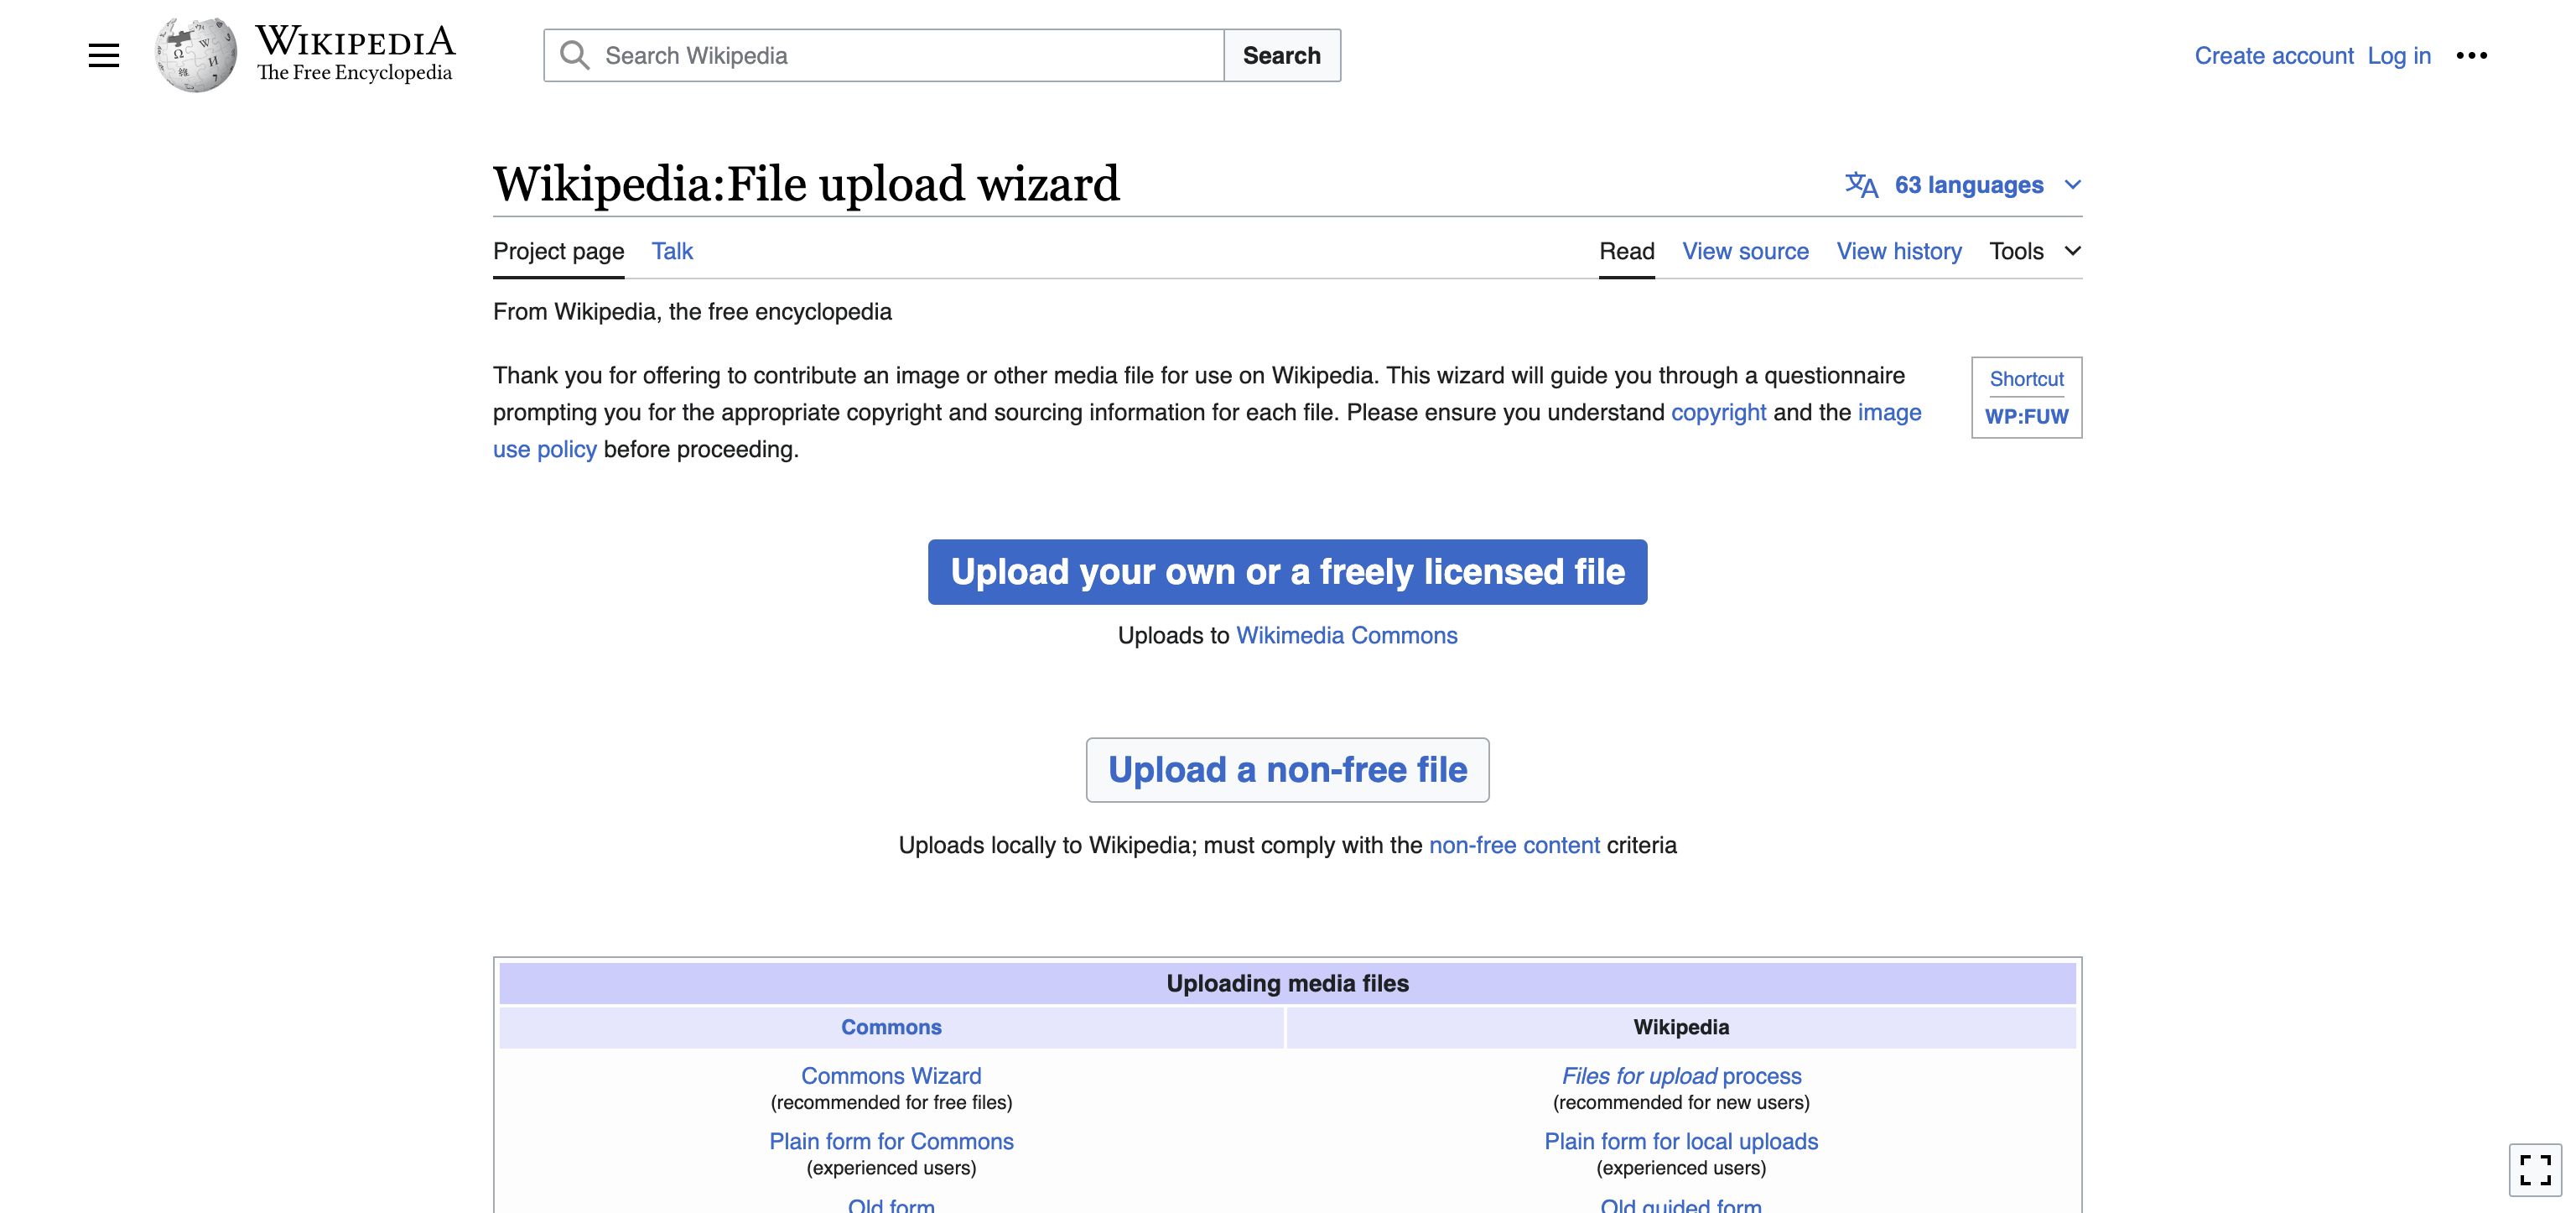 WIKIPEDIA
The Free Encyclopedia
Search Wikipedia
Search
Create account Log in
Wikipedia:File upload wizard
63 languages
Project page Talk
Read View source View history Tools
From Wikipedia, the free encyclopedia
Thank you for offering to contribute an image or other media file for use on Wikipedia. This wizard will guide you through a questionnaire
prompting you for the appropriate copyright and sourcing information for each file. Please ensure you understand copyright and the image
use policy before proceeding.
Shortcut
WP:FUW
Upload your own or a freely licensed file
Uploads to Wikimedia Commons
Upload a non-free file
Uploads locally to Wikipedia; must comply with the non-free content criteria
Uploading media files
Commons
Wikipedia
Commons Wizard
(recommended for free files)
Files for upload process
(recommended for new users)
Plain form for Commons
(experienced users)
Plain form for local uploads
(experienced users)
Old form
Old guided form